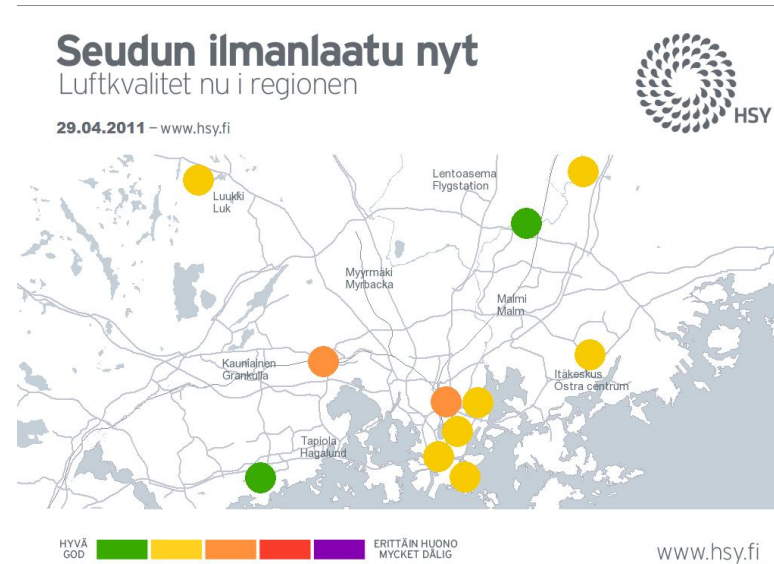 Seudun ilmanlaatu nyt
Luftkvalitet nu i regionen
29.04.2011 – www.hsy.fi
HSY
Lentoasema
Flygstation
Luukki
Luk
Myyrmäki
Myrbacka
Malmi
Malm
Kauniainen
Grankulla
Itäkeskus
Östra centrum
Tapiola
Hagalund
HYVÄ
GOD
ERITTÄIN HUONO
MYCKET DÅLIG
www.hsy.fi